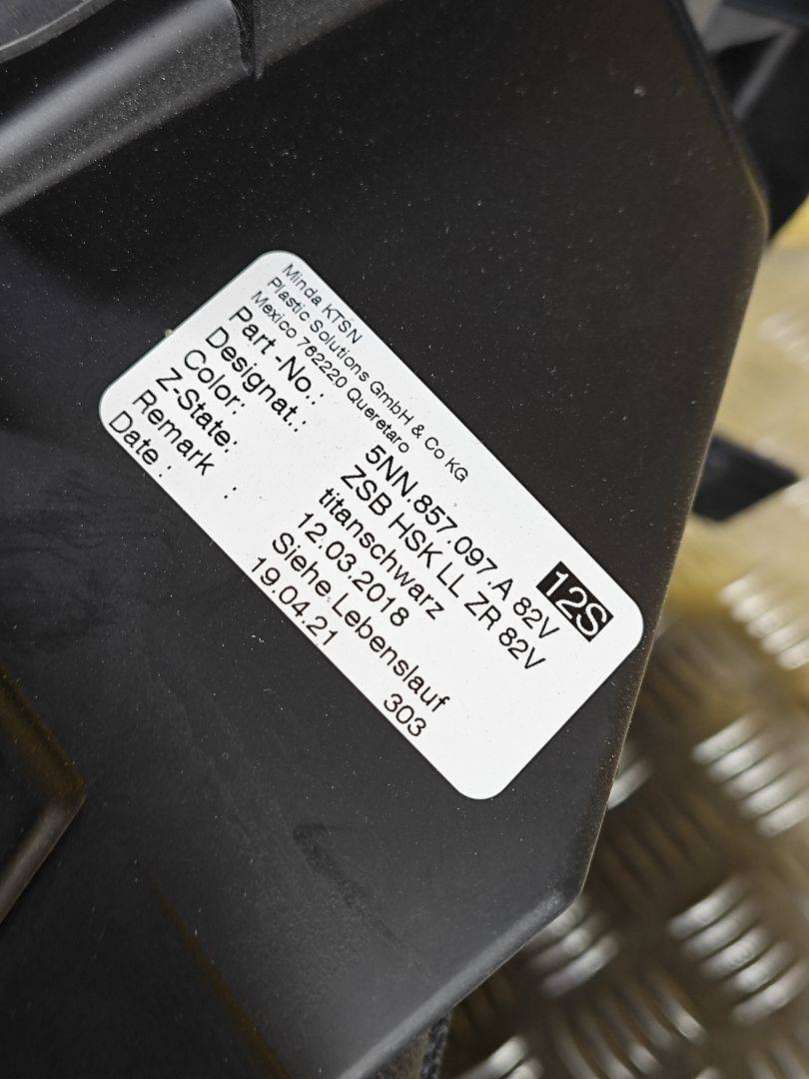 Minda KTSN
Plastic Solutions GmbH & Co KG
Mexico 762220 Queretaro
Part -No.: 5NN.857.097.A 82V 12S
Designat.: ZSB HSK LL ZR 82V
Color: titanschwarz
Z-State: 12.03.2018
Remark : Siehe Lebenslauf
Date : 19.04.21 303